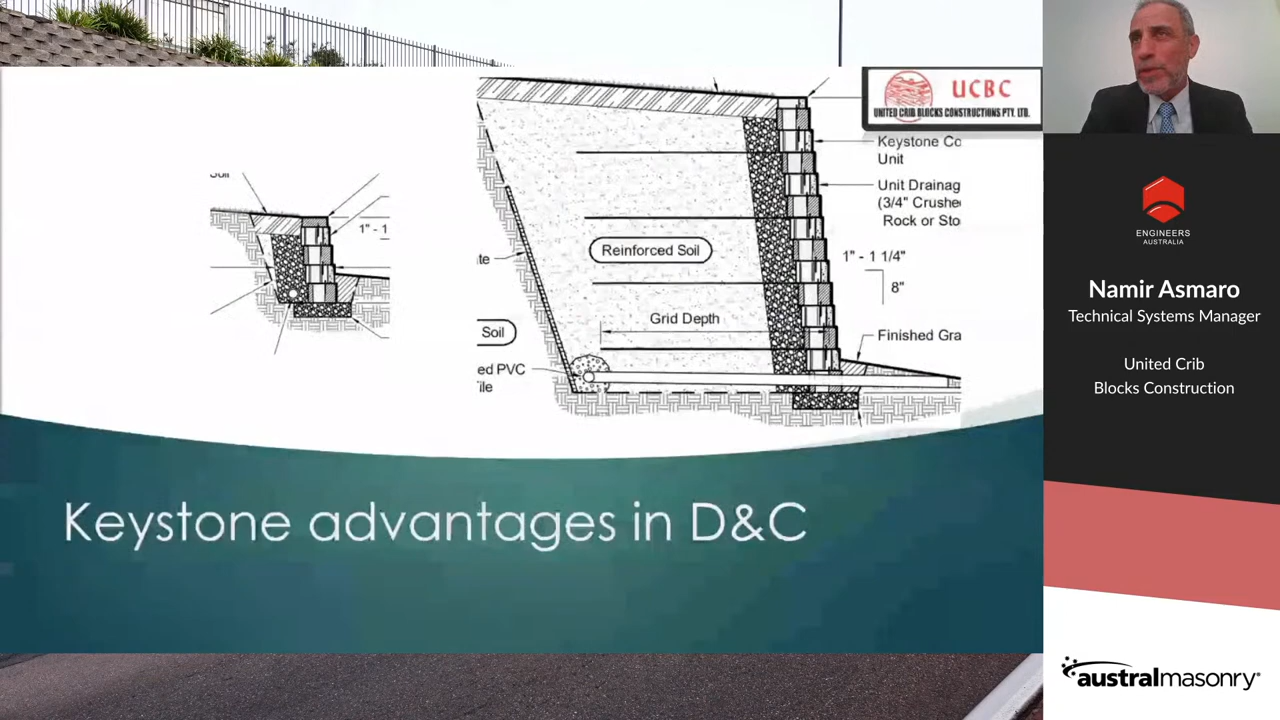 UCBC
UNITED CRIB BLOCKS CONSTRUCTIONS PTY. LTD.
Keystone Co
Unit
Unit Drainag
(3/4" Crushe
Rock or Sto
1" - 1
1" - 1 1/4"
8"
Reinforced Soil
Grid Depth
Soil
Finished Gra
ed PVC
ile
Keystone advantages in D&C
ENGINEERS
AUSTRALIA
Namir Asmaro
Technical Systems Manager
United Crib
Blocks Construction
australmasonry